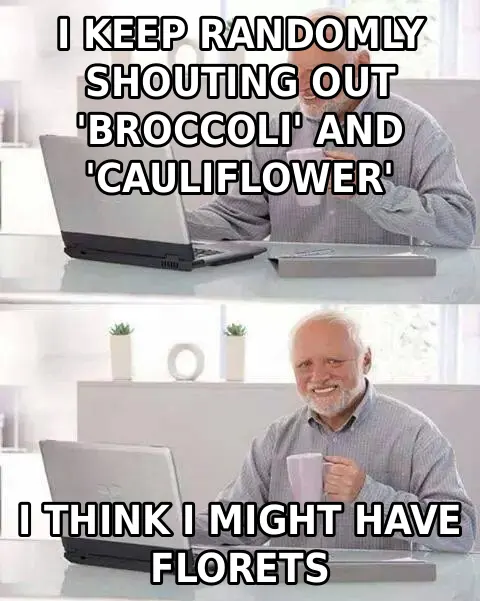 I KEEP RANDOMLY
SHOUTING OUT
'BROCCOLI' AND
'CAULIFLOWER'
I THINK I MIGHT HAVE
FLORETS